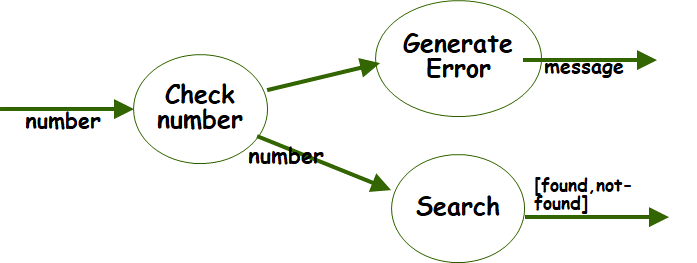 Generate
Error
message
Check
number
number
number
[found,not-
found]
Search